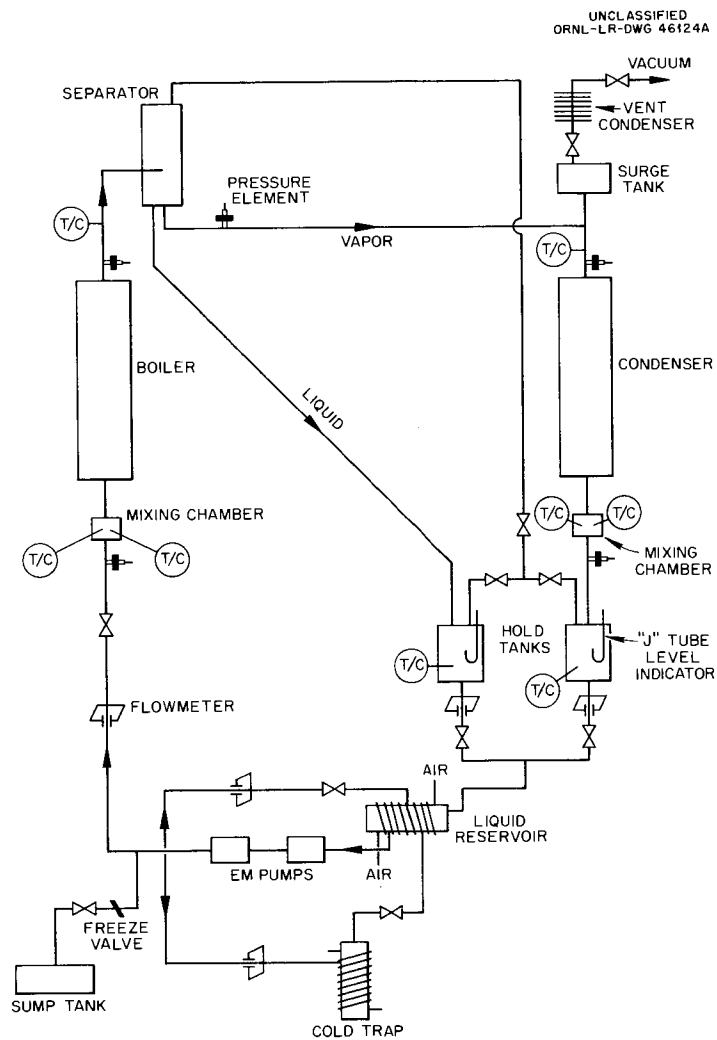 UNCLASSIFIED
ORNL-LR-DWG 46124A
VACUUM
SEPARATOR
VENT
CONDENSER
SURGE
TANK
PRESSURE
ELEMENT
T/C
VAPOR
T/C
BOILER
CONDENSER
LIQUID
MIXING CHAMBER
T/C
T/C
T/C
T/C
MIXING
CHAMBER
HOLD
TANKS
"J" TUBE
LEVEL
INDICATOR
T/C
T/C
FLOWMETER
AIR
LIQUID
RESERVOIR
EM PUMPS
AIR
FREEZE
VALVE
SUMP TANK
COLD TRAP